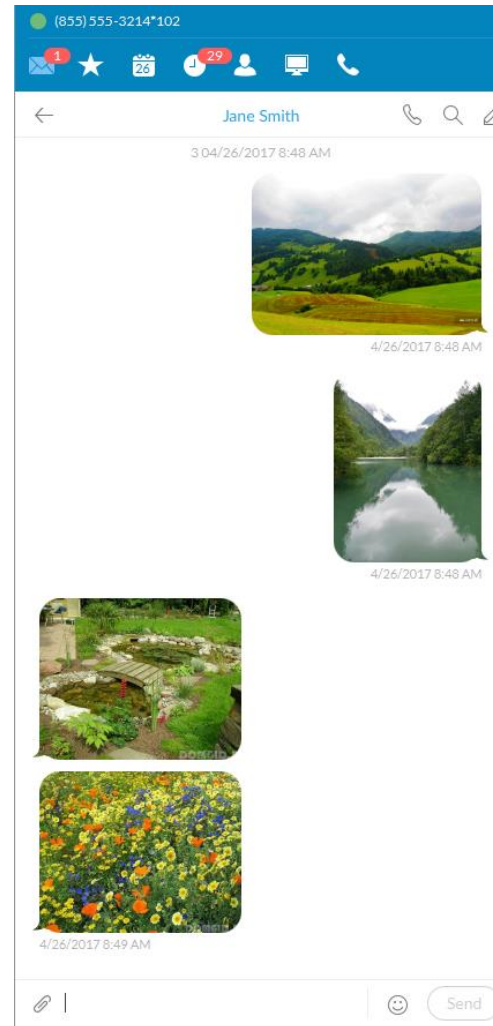 (855) 555-3214*102
1
26
29
Jane Smith
3 04/26/2017 8:48 AM
4/26/2017 8:48 AM
4/26/2017 8:48 AM
4/26/2017 8:49 AM
Send